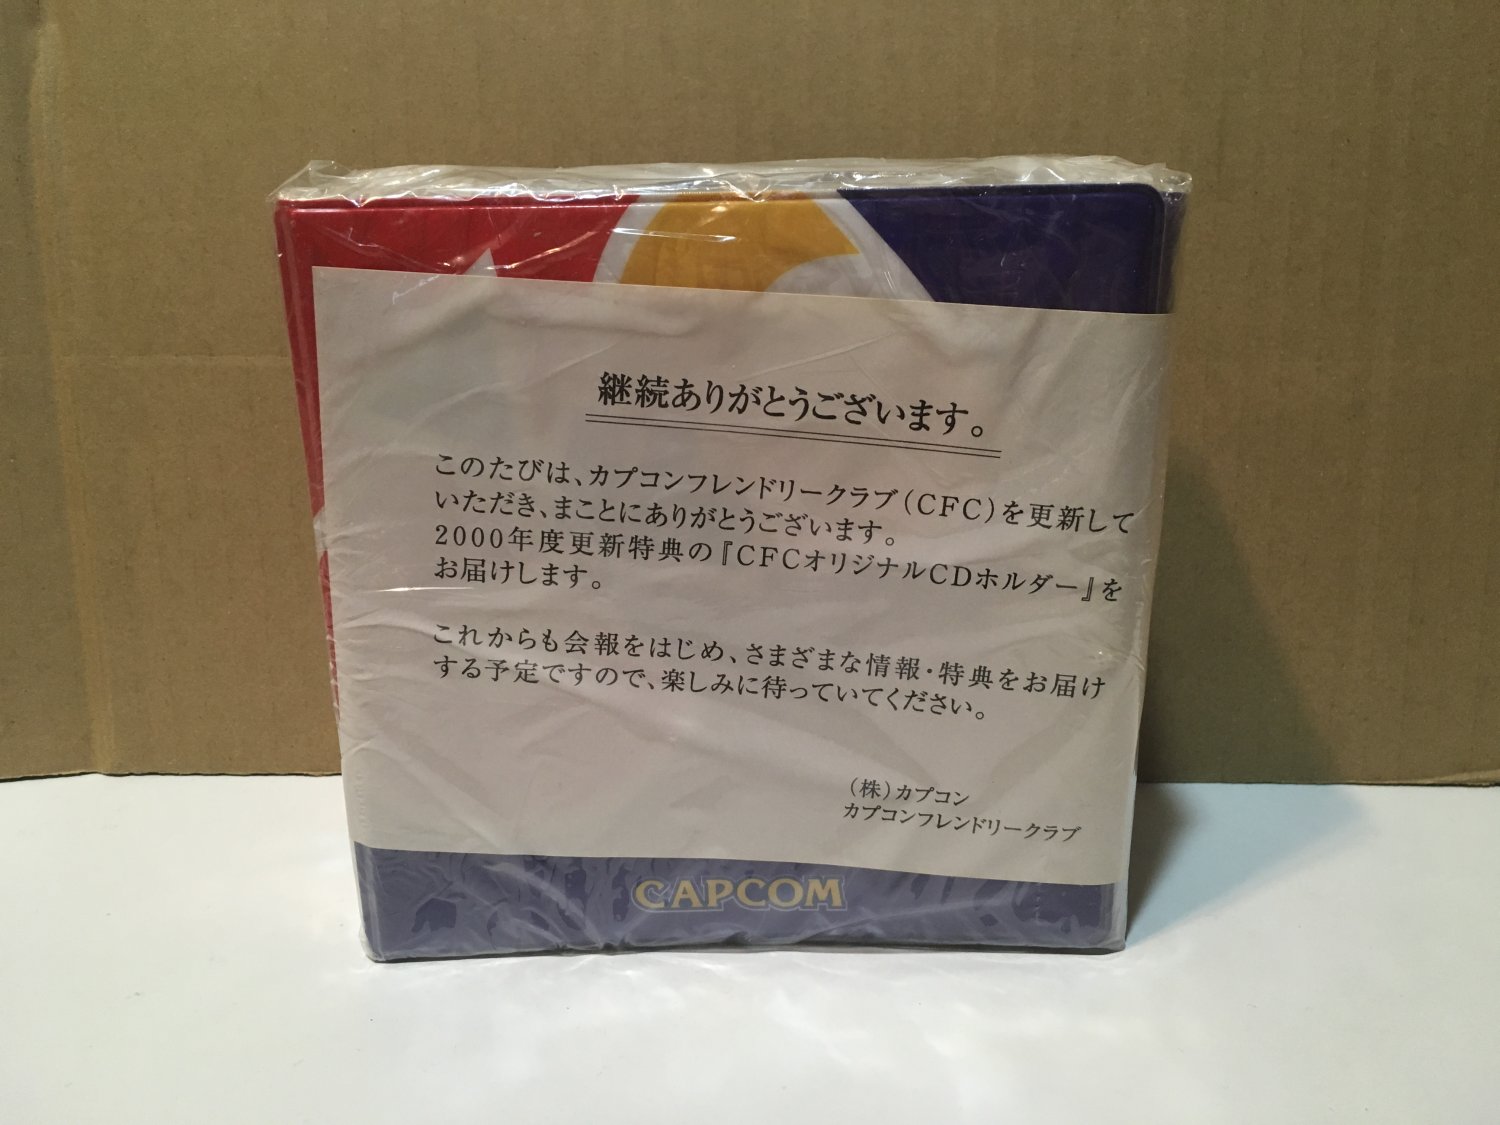 継続ありがとうございます。
このたびは、カプコンフレンドリークラブ(CFC)を更新して
いただき、まことにありがとうございます。
2000年度更新特典の『CFCオリジナルCDホルダー』を
お届けします。
これからも会報をはじめ、さまざまな情報・特典をお届け
する予定ですので、楽しみに待っていてください。
(株)カプコン
カプコンフレンドリークラブ
CAPCOM